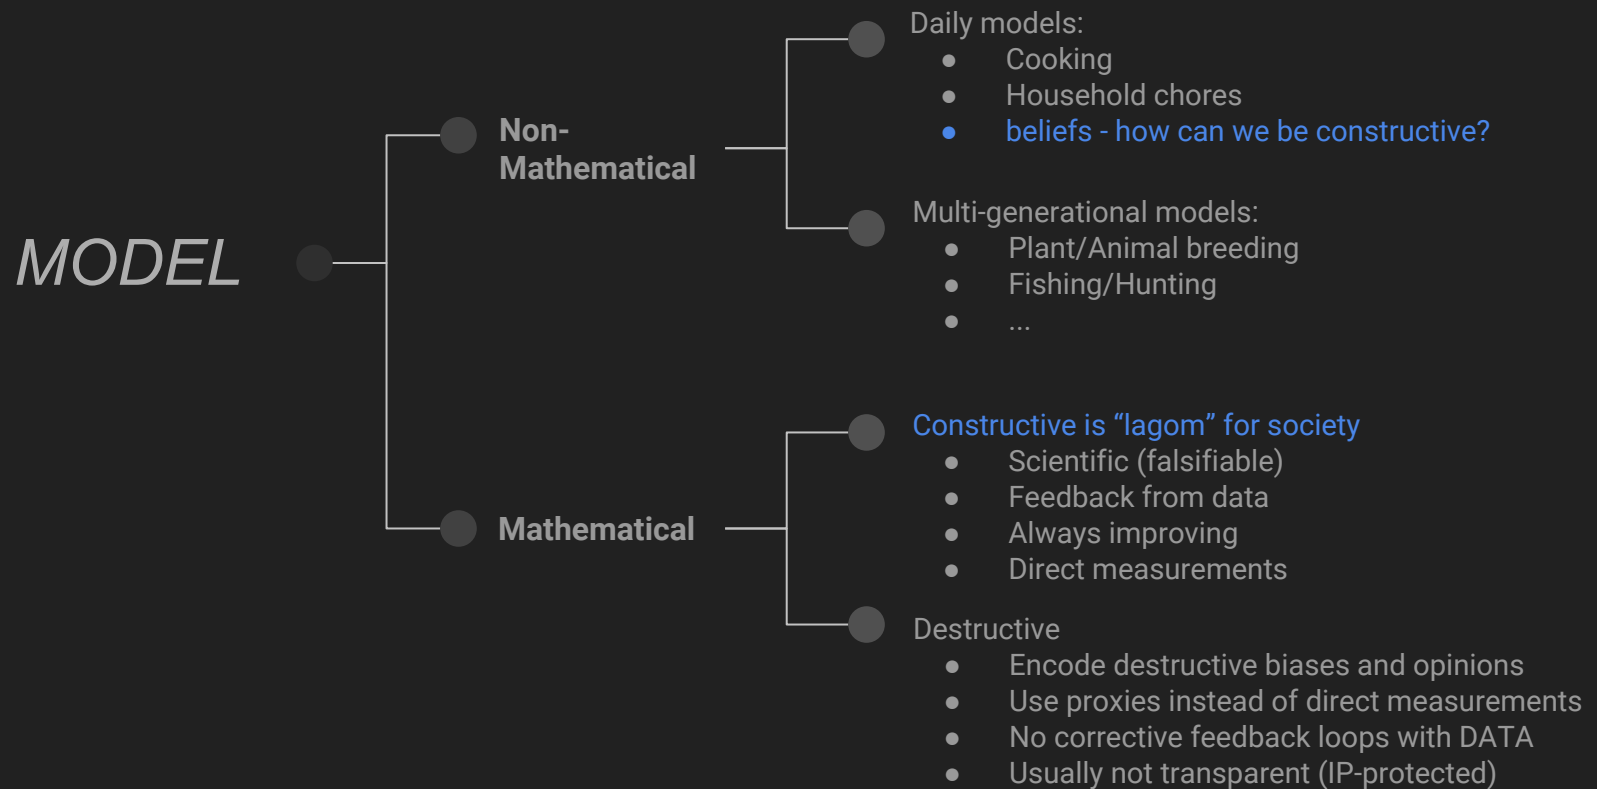 MODEL
Non-
Mathematical
Daily models:
● Cooking
● Household chores
● beliefs - how can we be constructive?
Multi-generational models:
● Plant/Animal breeding
● Fishing/Hunting
● ...
Mathematical
Constructive is “lagom” for society
● Scientific (falsifiable)
● Feedback from data
● Always improving
● Direct measurements
Destructive
● Encode destructive biases and opinions
● Use proxies instead of direct measurements
● No corrective feedback loops with DATA
● Usually not transparent (IP-protected)